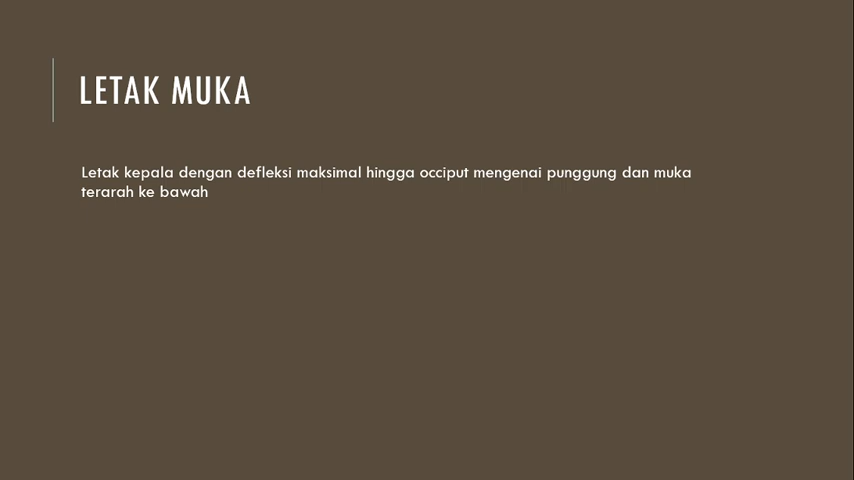 LETAK MUKA
Letak kepala dengan defleksi maksimal hingga occiput mengenai punggung dan muka
terarah ke bawah